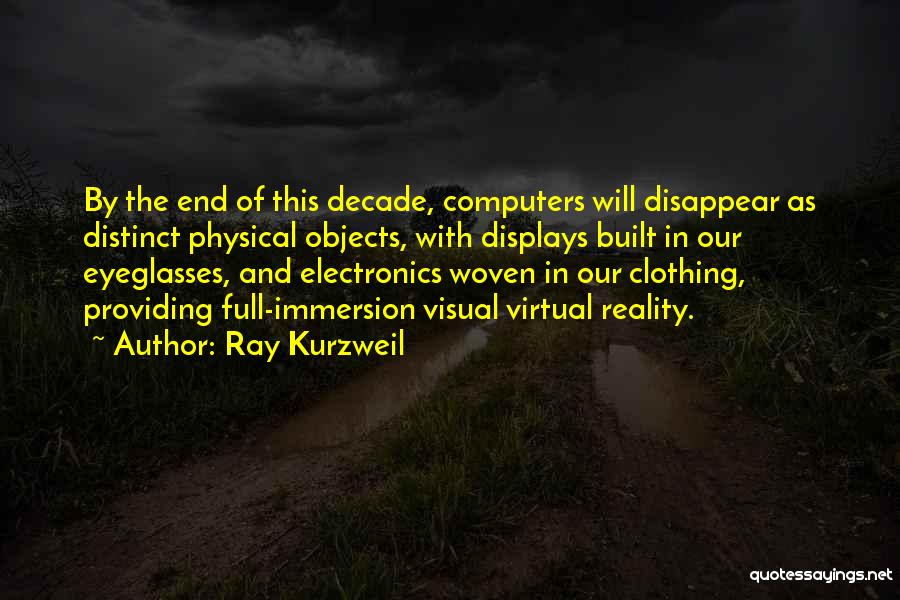 By the end of this decade, computers will disappear as
distinct physical objects, with displays built in our
eyeglasses, and electronics woven in our clothing,
providing full-immersion visual virtual reality.
~ Author: Ray Kurzweil
quotessayings.net